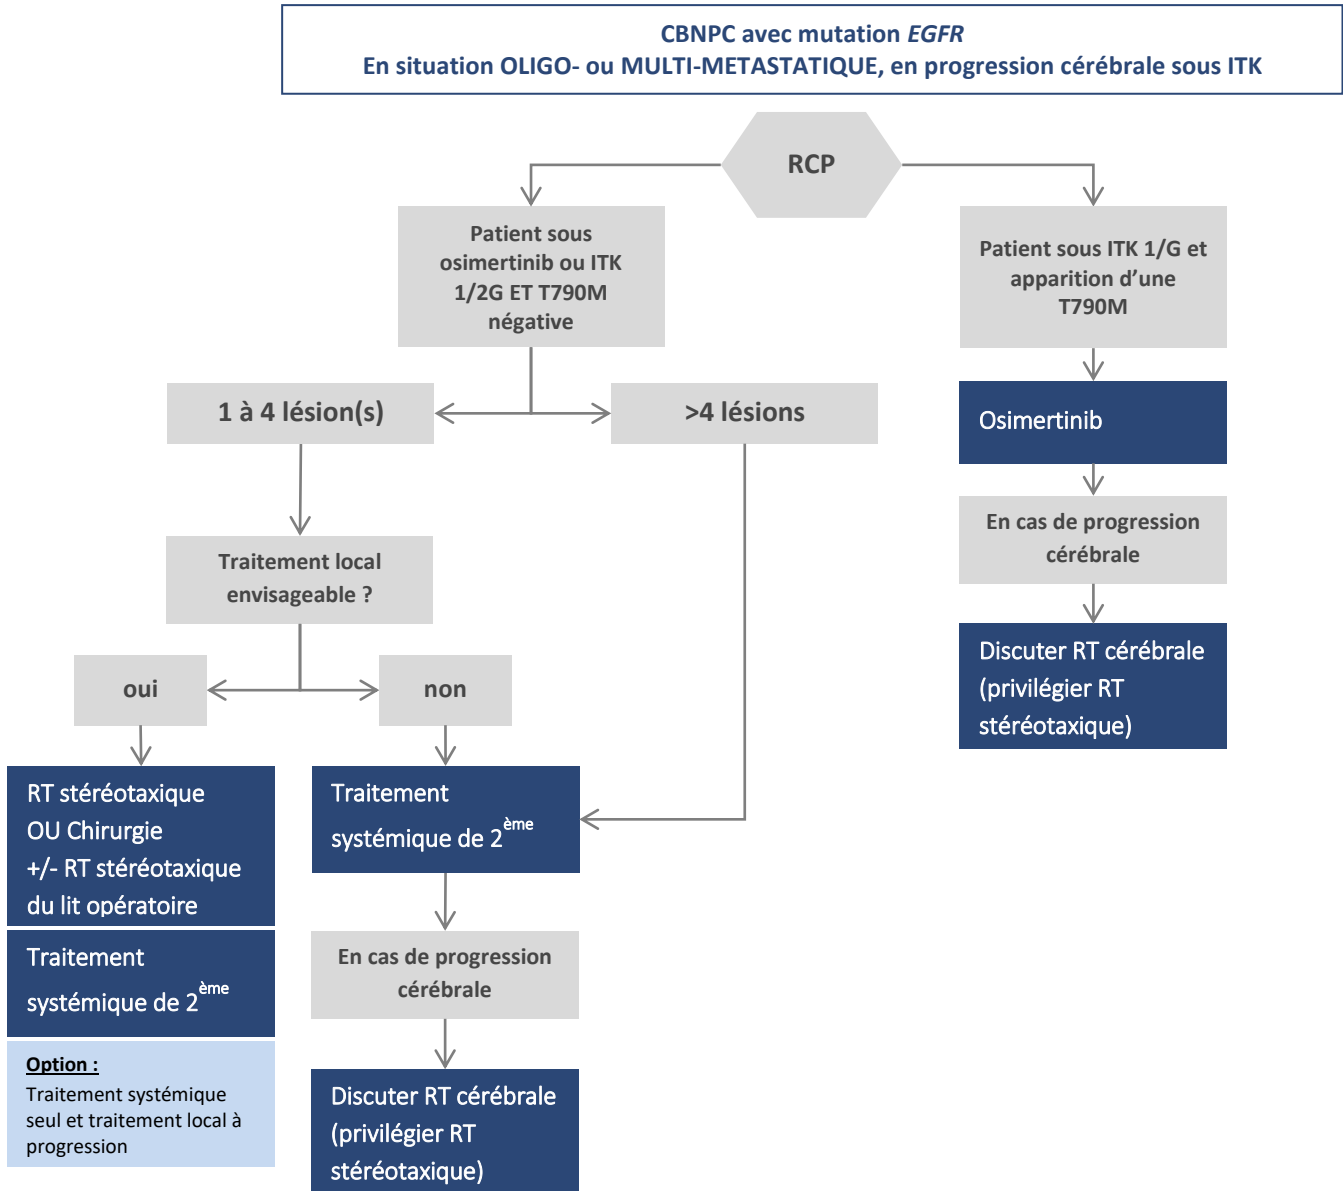 CBNPC avec mutation EGFR
En situation OLIGO- ou MULTI-METASTATIQUE, en progression cérébrale sous ITK
RCP
Patient sous
osimertinib ou ITK
1/2G ET T790M
négative
Patient sous ITK 1/G et
apparition d’une
T790M
1 à 4 lésion(s)
>4 lésions
Osimertinib
En cas de progression
cérébrale
Traitement local
envisageable ?
Discuter RT cérébrale
(privilégier RT
stéréotaxique)
oui
non
RT stéréotaxique
OU Chirurgie
+/- RT stéréotaxique
du lit opératoire
Traitement
systémique de 2ème
Option :
Traitement systémique
seul et traitement local à
progression
Traitement
systémique de 2ème
En cas de progression
cérébrale
Discuter RT cérébrale
(privilégier RT
stéréotaxique)